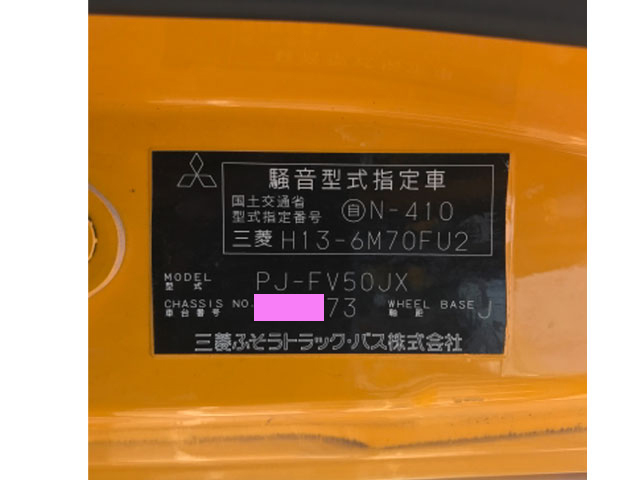 騒音型式指定車
国土交通省
型式指定番号 自N-410
三菱 H13-6M70FU2
MODEL
型式 PJ-FV50JX
CHASSIS NO. 73 WHEEL BASE J
車台番号 軸距
三菱ふそうトラック・バス株式会社